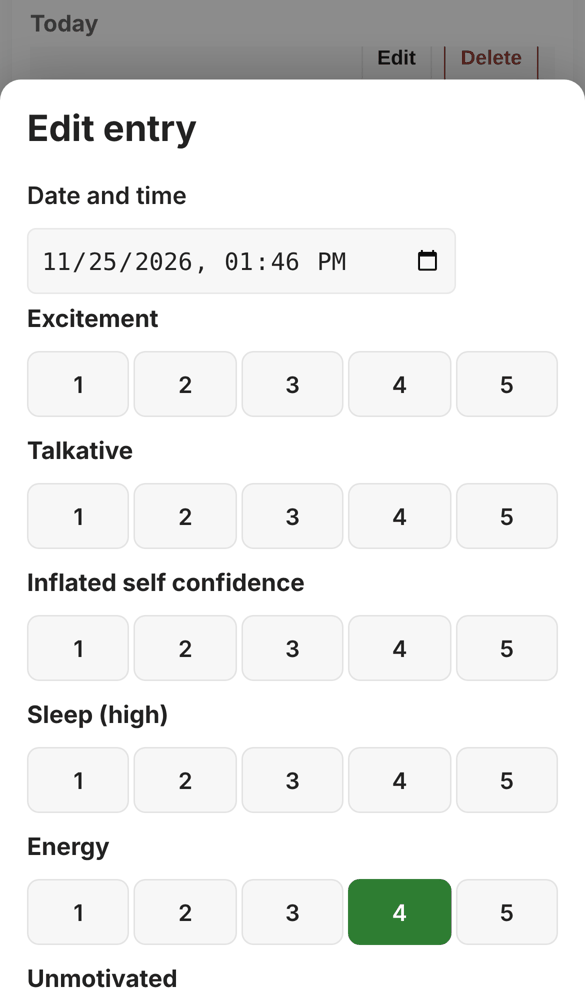 Today
Edit Delete
Edit entry
Date and time
11/25/2026, 01:46 PM
Excitement
1 2 3 4 5
Talkative
1 2 3 4 5
Inflated self confidence
1 2 3 4 5
Sleep (high)
1 2 3 4 5
Energy
1 2 3 4 5
Unmotivated